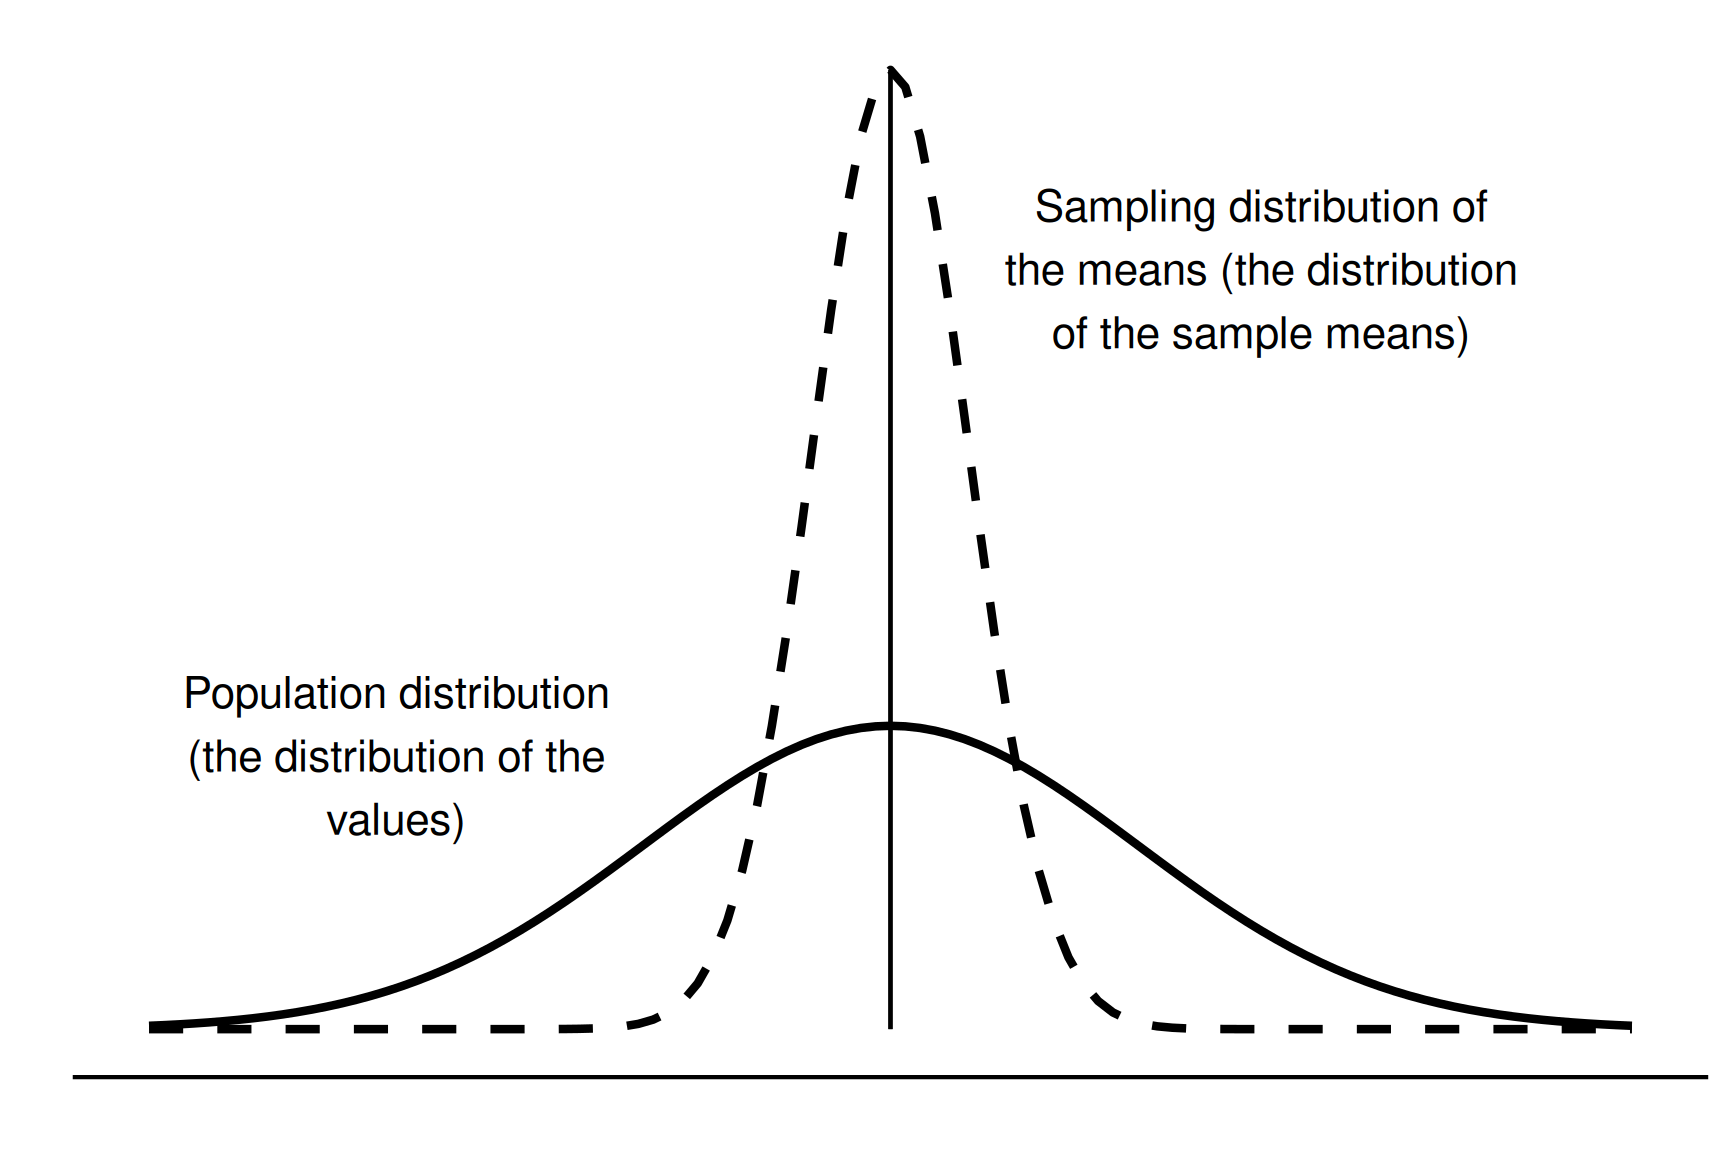 Sampling distribution of
the means (the distribution
of the sample means)
Population distribution
(the distribution of the
values)